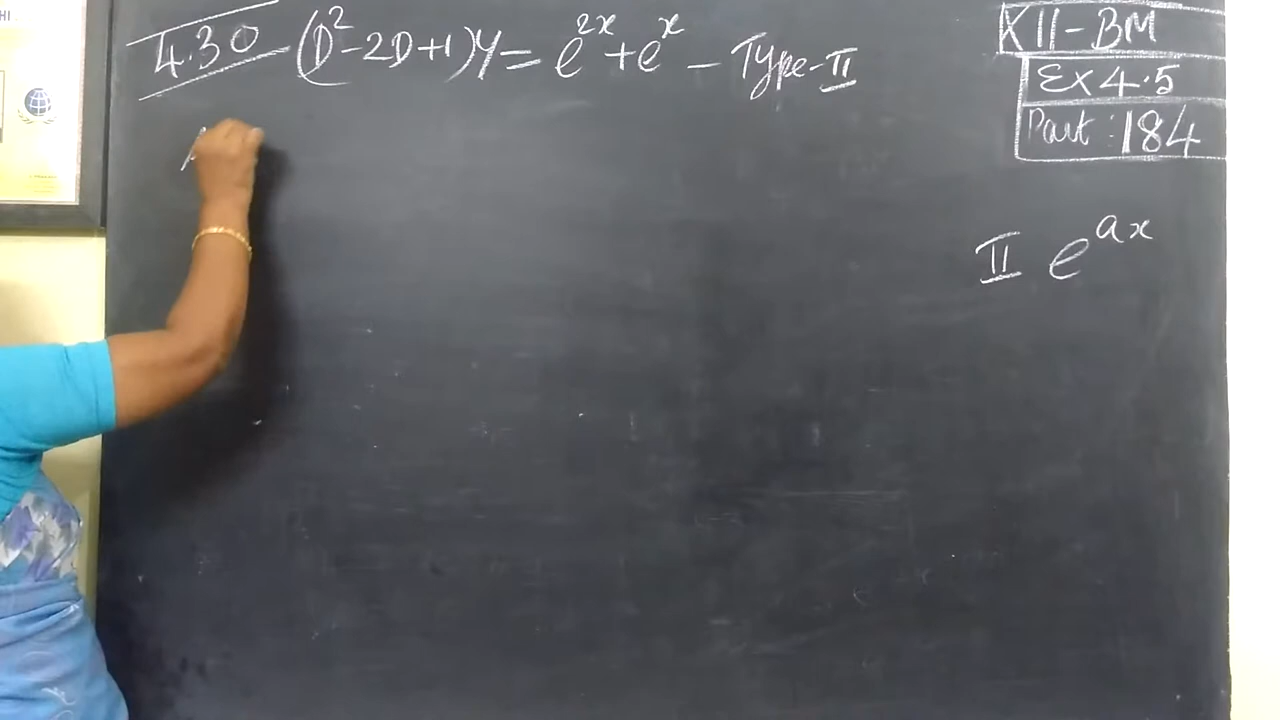 4.30 (D²-2D+1)y = e^{2x}+e^{x} - Type-II
XII-BM
Ex 4.5
Part : 184
II e^{ax}